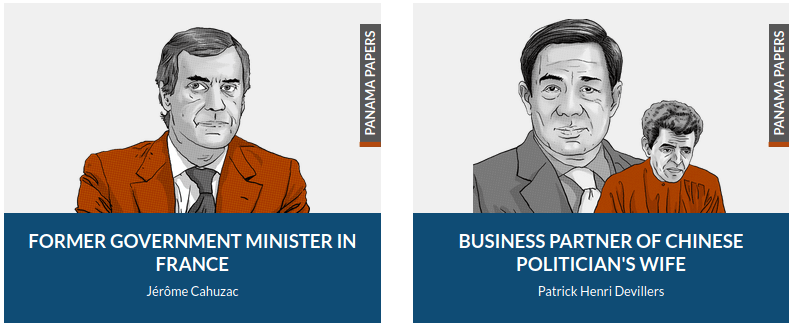 PANAMA PAPERS
FORMER GOVERNMENT MINISTER IN
FRANCE
Jérôme Cahuzac
PANAMA PAPERS
BUSINESS PARTNER OF CHINESE
POLITICIAN'S WIFE
Patrick Henri Devillers